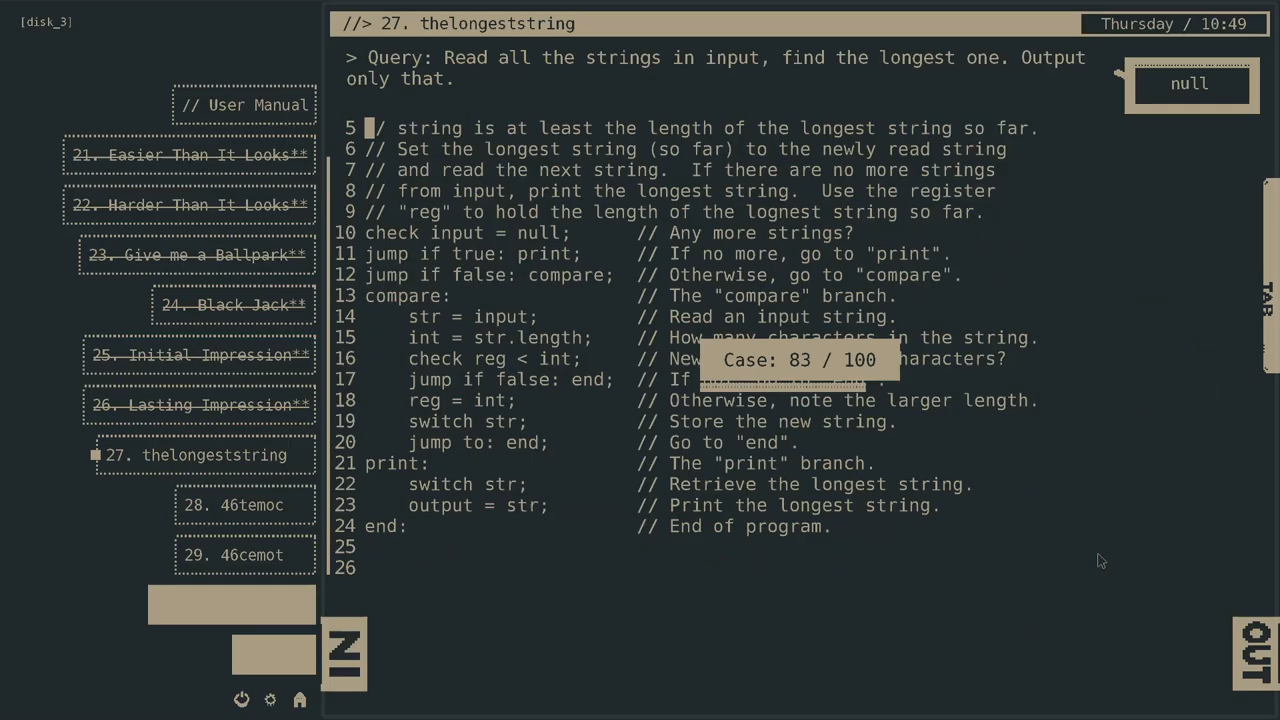 [disk_3]
//> 27. thelongeststring
Thursday / 10:49
> Query: Read all the strings in input, find the longest one. Output
only that.
null
// User Manual
21. Easier Than It Looks**
22. Harder Than It Looks**
23. Give me a Ballpark**
24. Black Jack**
25. Initial Impression**
26. Lasting Impression**
27. thelongeststring
28. 46temoc
29. 46cemot
5 / string is at least the length of the longest string so far.
6 // Set the longest string (so far) to the newly read string
7 // and read the next string.  If there are no more strings
8 // from input, print the longest string.  Use the register
9 // "reg" to hold the length of the lognest string so far.
10 check input = null; // Any more strings?
11 jump if true: print; // If no more, go to "print".
12 jump if false: compare; // Otherwise, go to "compare".
13 compare: // The "compare" branch.
14 str = input; // Read an input string.
15 int = str.length; // How many characters in the string.
16 check reg < int; // New haracters?
Case: 83 / 100
17 jump if false: end; // If
18 reg = int; // Otherwise, note the larger length.
19 switch str; // Store the new string.
20 jump to: end; // Go to "end".
21 print: // The "print" branch.
22 switch str; // Retrieve the longest string.
23 output = str; // Print the longest string.
24 end: // End of program.
25
26
TAB
IN
OUT